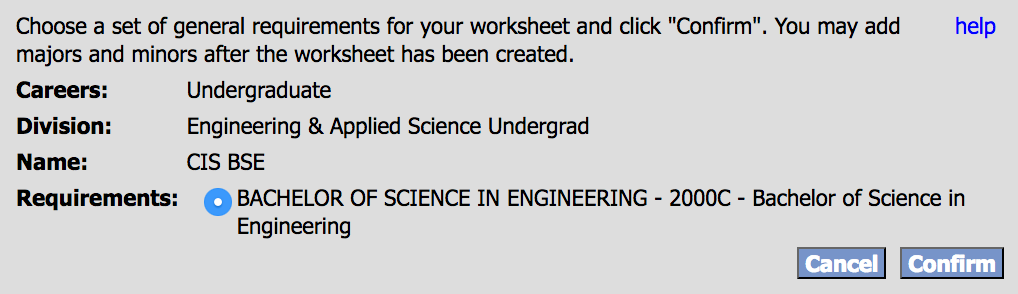 Choose a set of general requirements for your worksheet and click "Confirm". You may add help
majors and minors after the worksheet has been created.
Careers: Undergraduate
Division: Engineering & Applied Science Undergrad
Name: CIS BSE
Requirements: BACHELOR OF SCIENCE IN ENGINEERING - 2000C - Bachelor of Science in
Engineering
Cancel Confirm